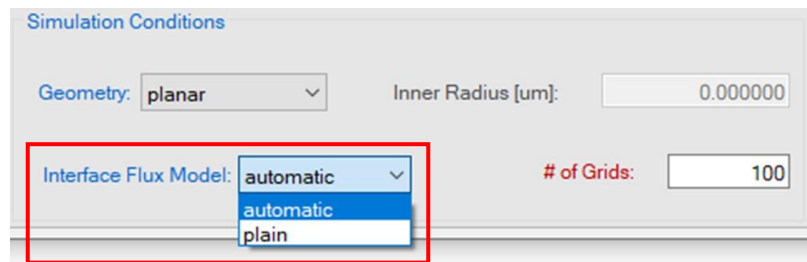 Simulation Conditions
Geometry: planar Inner Radius [um]: 0.000000
Interface Flux Model: automatic # of Grids: 100
automatic
plain